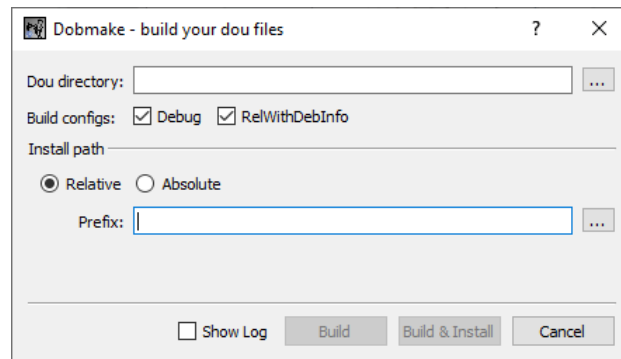 Dobmake - build your dou files ?
Dou directory: ...
Build configs: Debug RelWithDebInfo
Install path
Relative Absolute
Prefix: ...
Show Log Build Build & Install Cancel